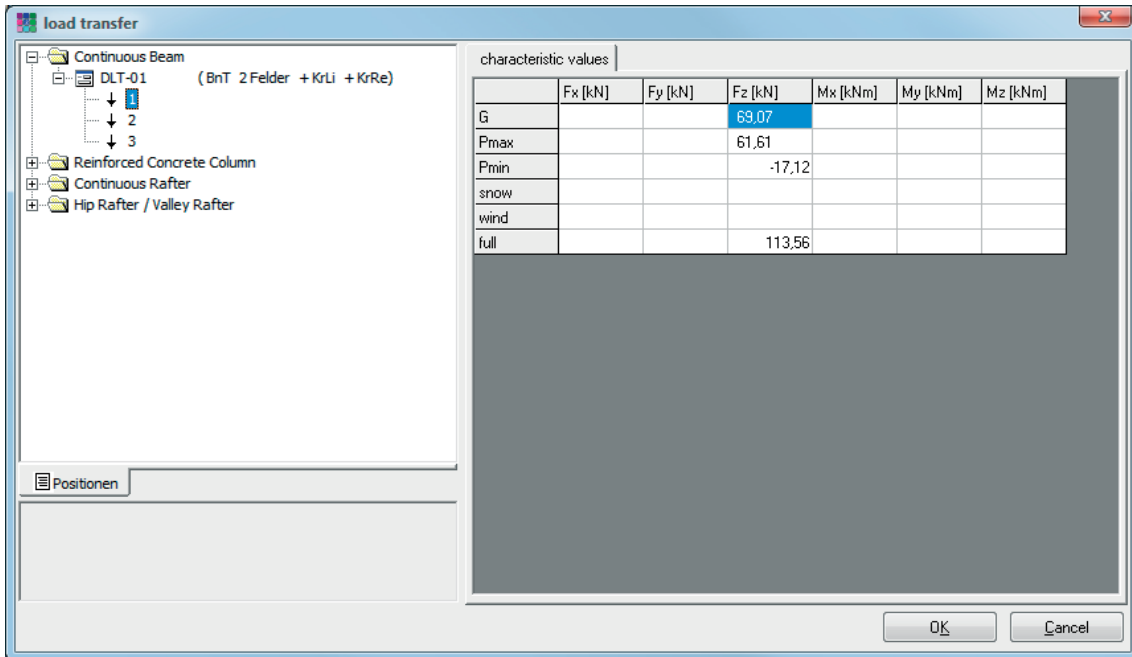 load transfer
Continuous Beam
DLT-01 (BnT 2 Felder + KrLi + KrRe)
1
2
3
Reinforced Concrete Column
Continuous Rafter
Hip Rafter / Valley Rafter
Positionen
characteristic values
Fx [kN] Fy [kN] Fz [kN] Mx [kNm] My [kNm] Mz [kNm]
G 69,07
Pmax 61,61
Pmin -17,12
snow
wind
full 113,56
OK Cancel